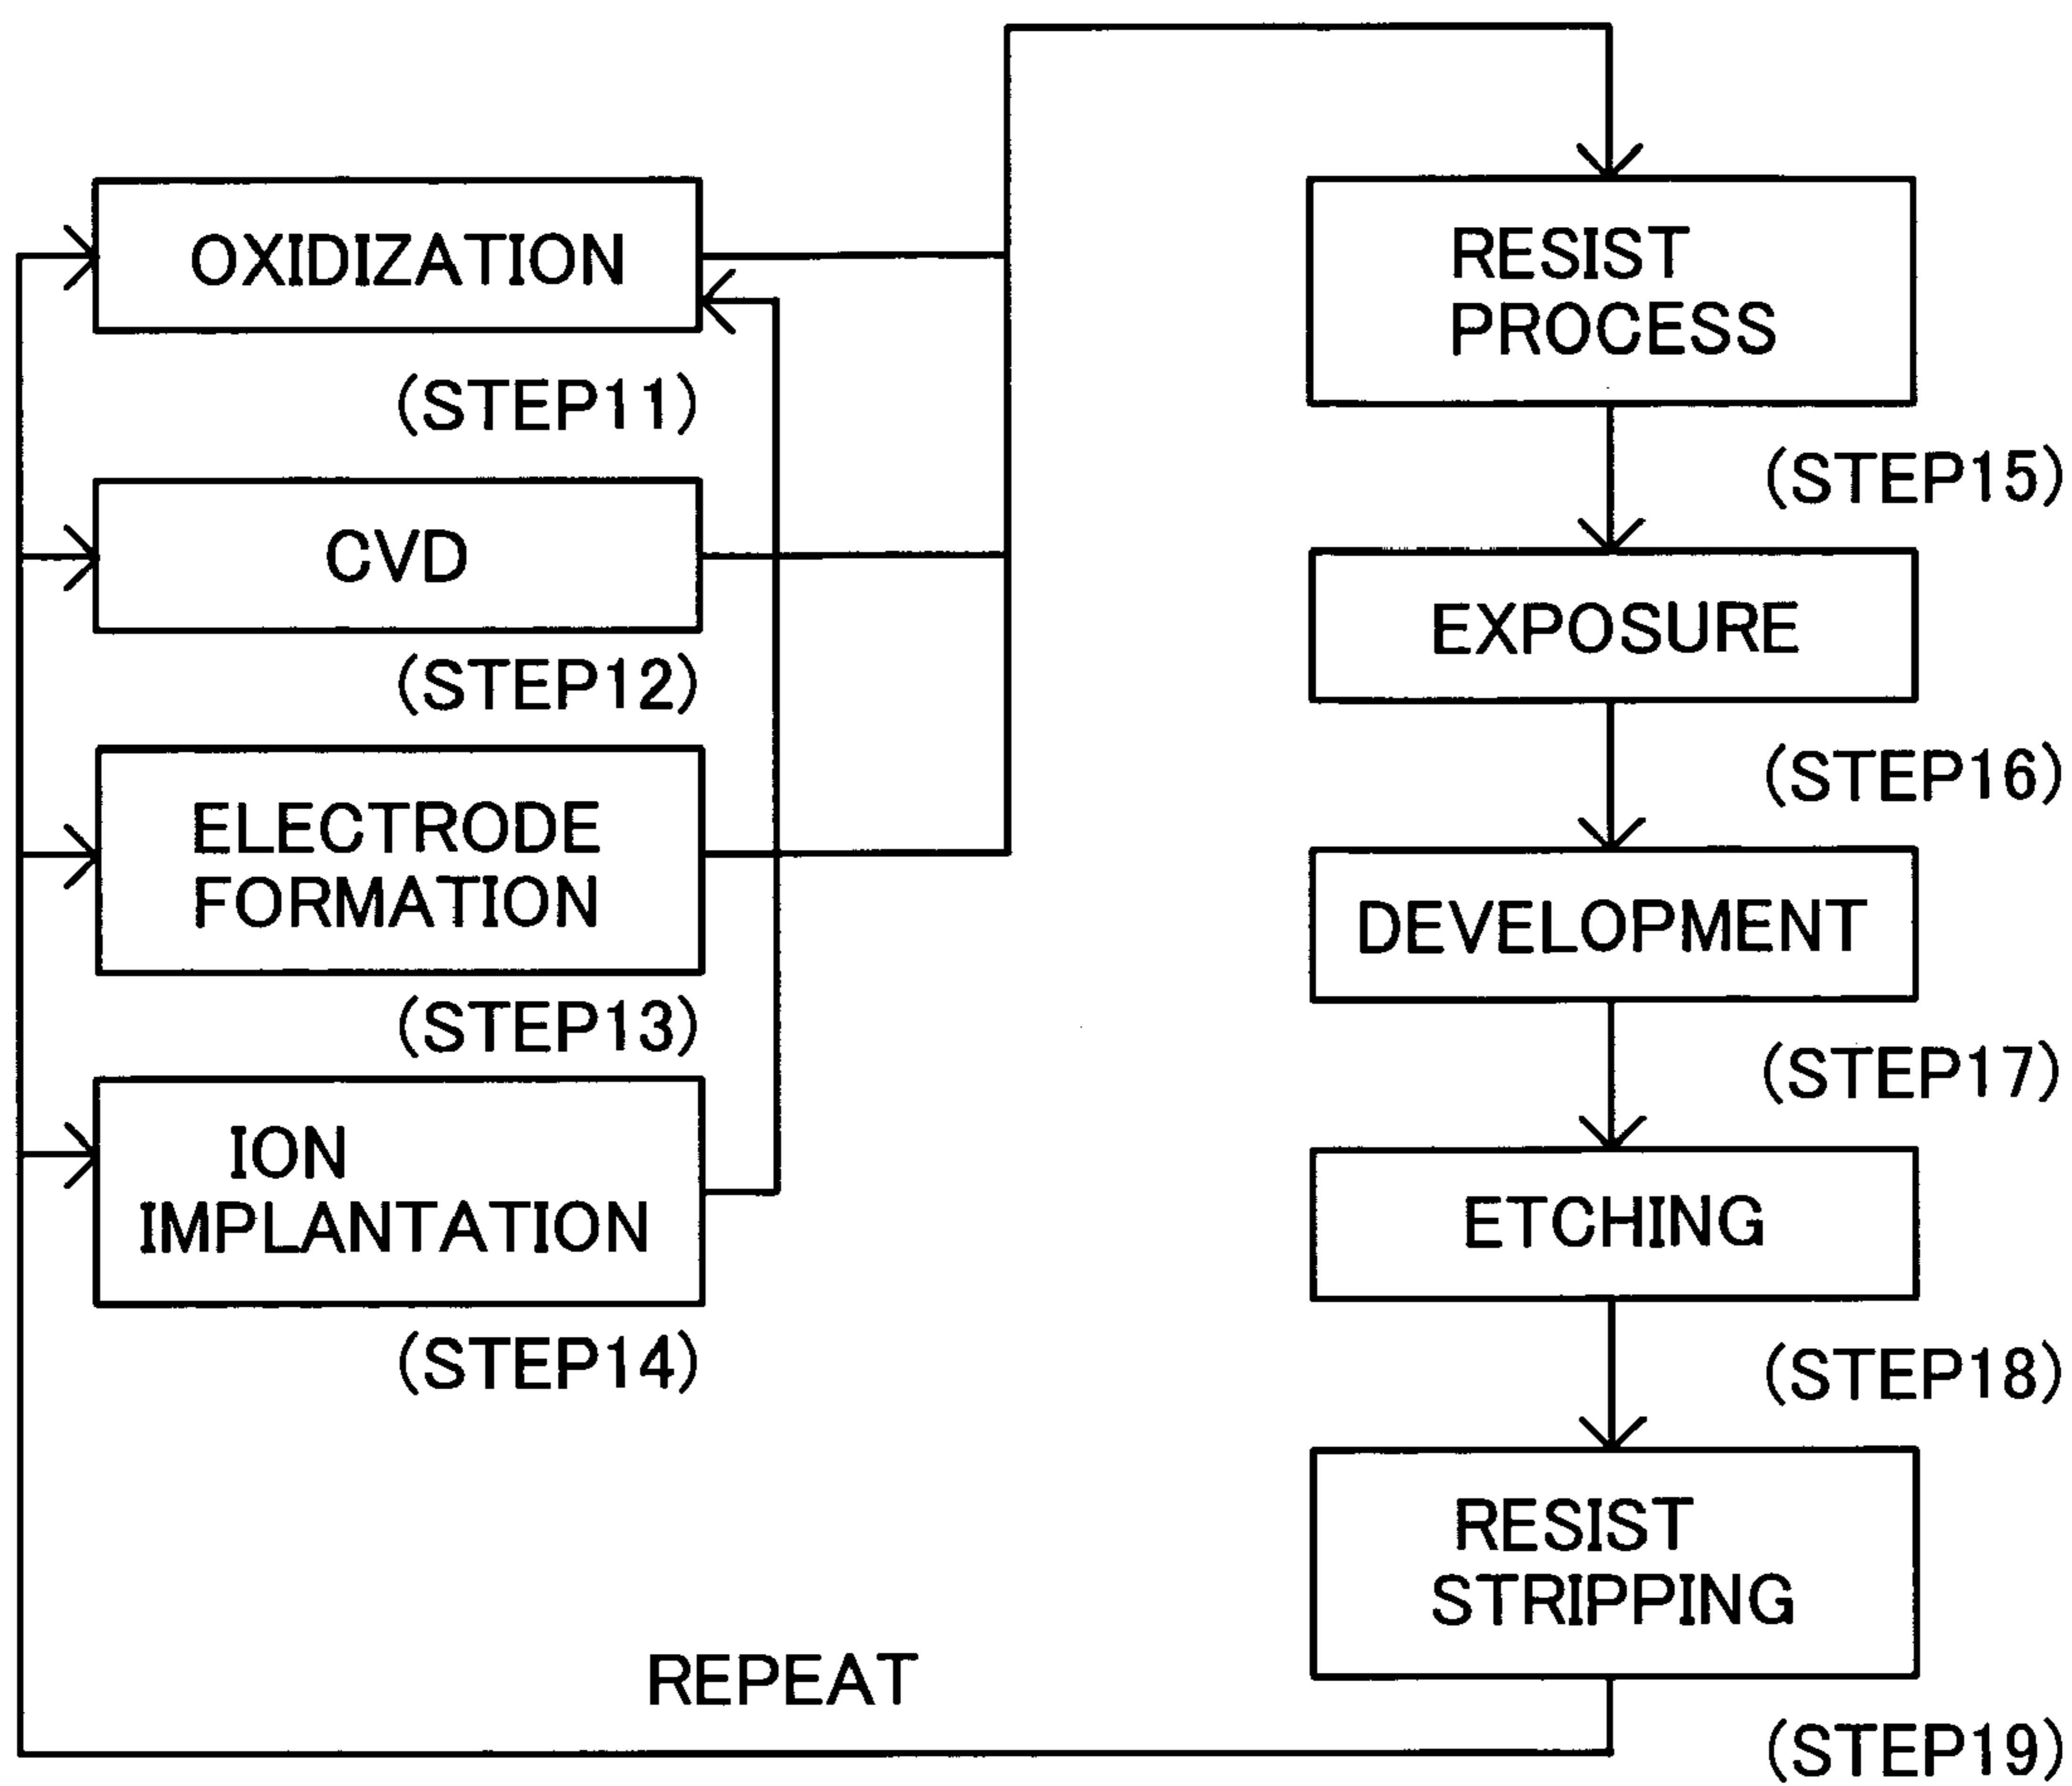 OXIDIZATION
(STEP11)
CVD
(STEP12)
ELECTRODE
FORMATION
(STEP13)
ION
IMPLANTATION
(STEP14)
RESIST
PROCESS
(STEP15)
EXPOSURE
(STEP16)
DEVELOPMENT
(STEP17)
ETCHING
(STEP18)
RESIST
STRIPPING
(STEP19)
REPEAT